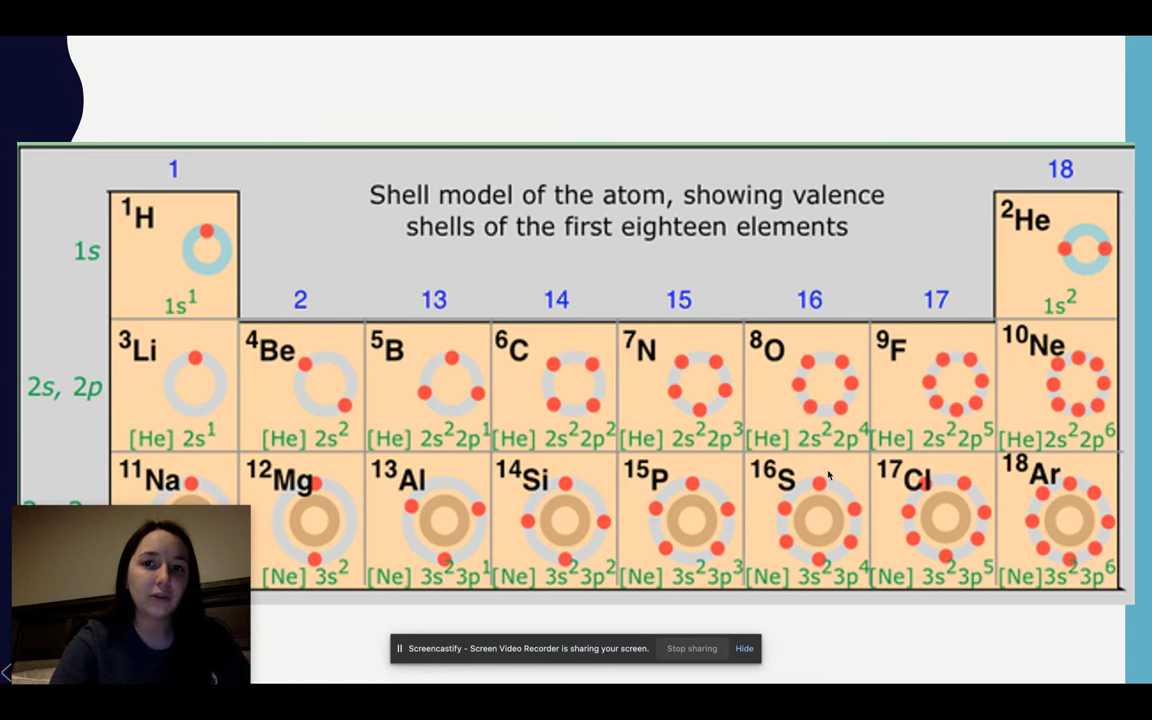 1
18
Shell model of the atom, showing valence
shells of the first eighteen elements
1s
¹H
1s¹
²He
1s²
2
13
14
15
16
17
2s, 2p
³Li
[He] 2s¹
⁴Be
[He] 2s²
⁵B
[He] 2s²2p¹
⁶C
[He] 2s²2p²
⁷N
[He] 2s²2p³
⁸O
[He] 2s²2p⁴
⁹F
[He] 2s²2p⁵
¹⁰Ne
[He]2s²2p⁶
¹¹Na
¹²Mg
[Ne] 3s²
¹³Al
[Ne] 3s²3p¹
¹⁴Si
[Ne] 3s²3p²
¹⁵P
[Ne] 3s²3p³
¹⁶S
[Ne] 3s²3p⁴
¹⁷Cl
[Ne] 3s²3p⁵
¹⁸Ar
[Ne]3s²3p⁶
Screencastify - Screen Video Recorder is sharing your screen.
Stop sharing
Hide